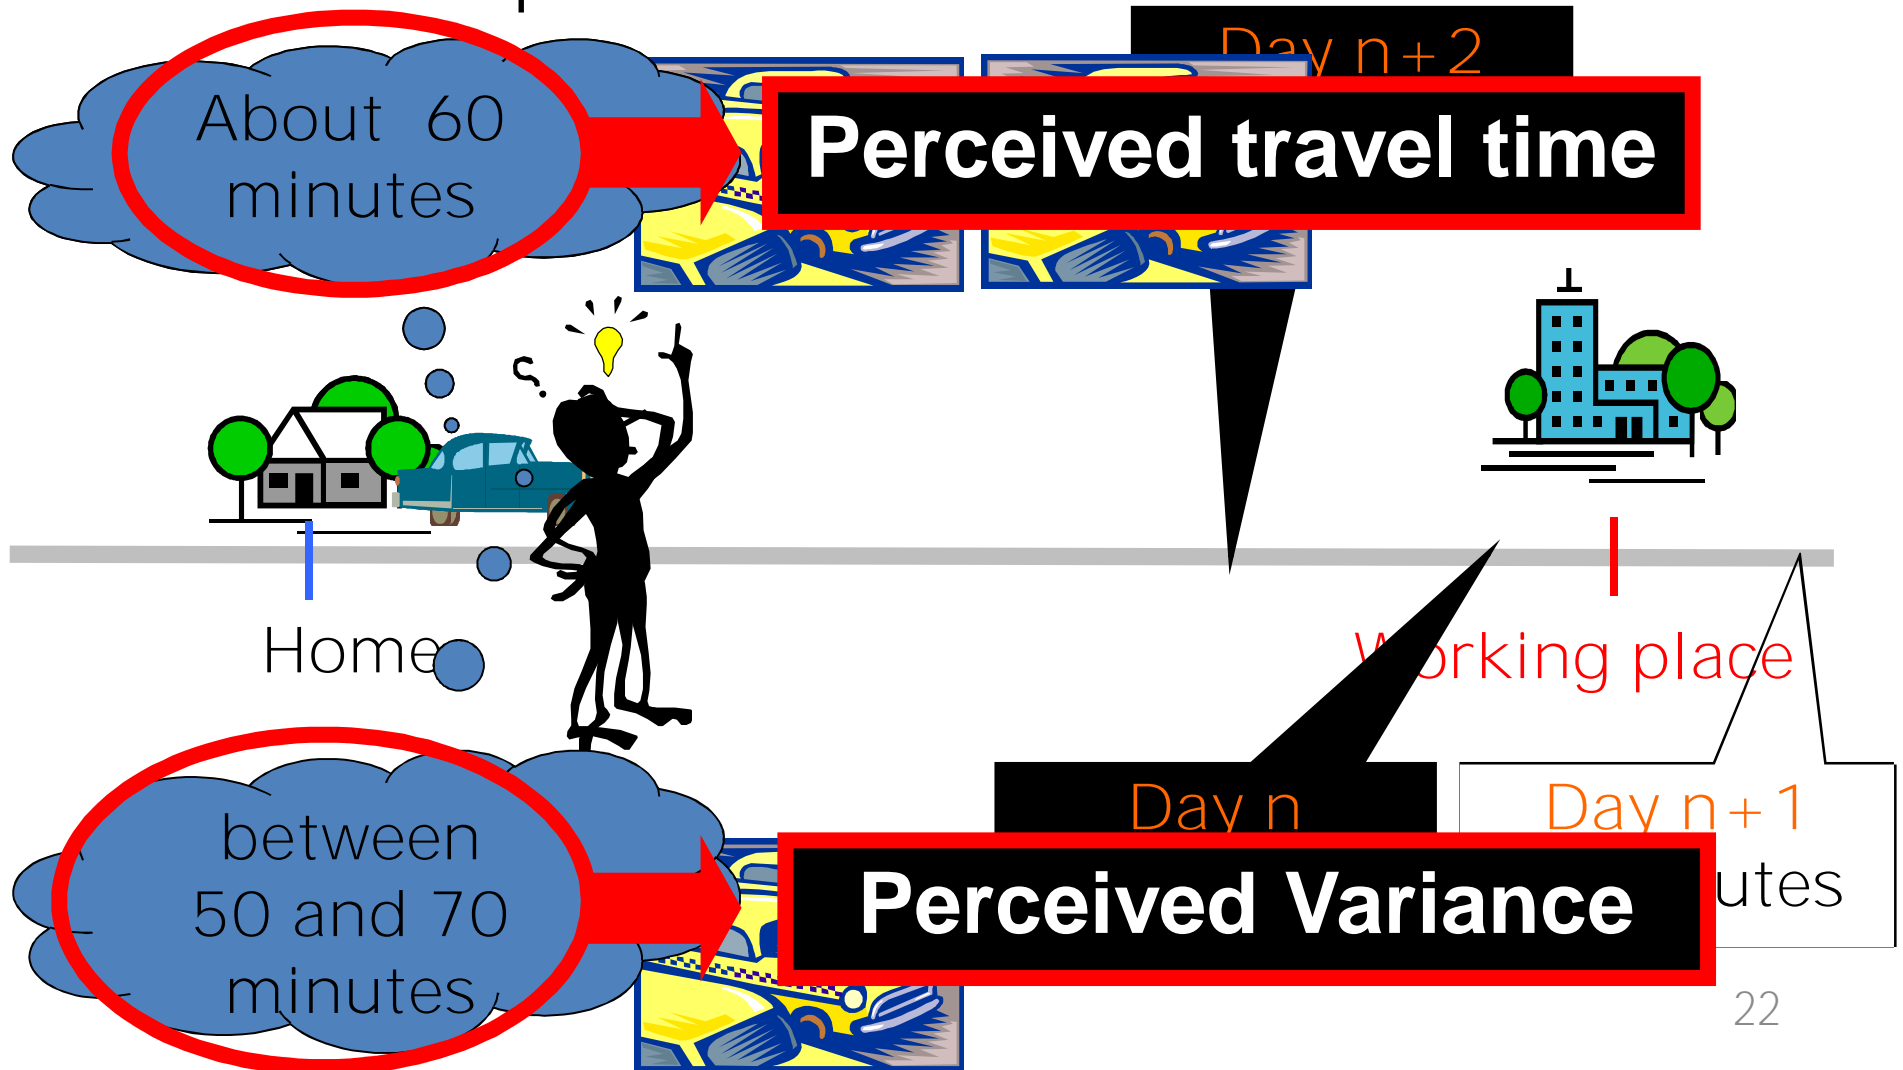 Day n+2
About 60
minutes
Perceived travel time
Home
Working place
between
50 and 70
minutes
Day n
Day n+1
utes
Perceived Variance
22